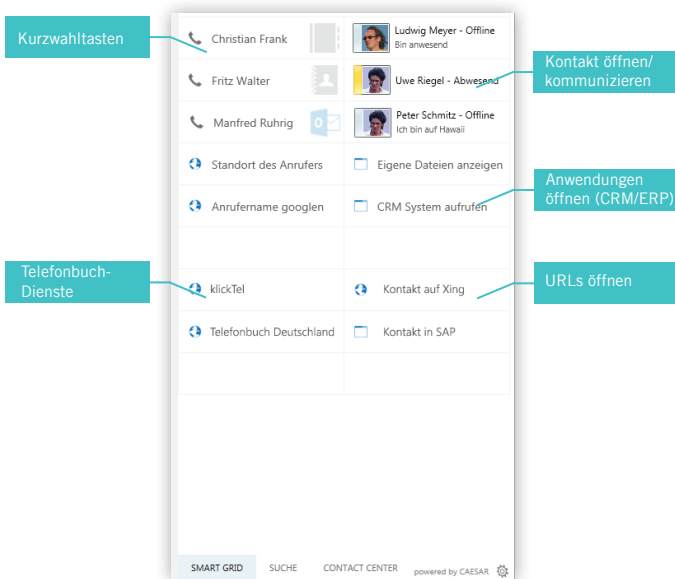 Kurzwahltasten
Christian Frank
Ludwig Meyer - Offline
Bin anwesend
Kontakt öffnen/
kommunizieren
Fritz Walter
Uwe Riegel - Abwesend
Manfred Ruhrig
Peter Schmitz - Offline
Ich bin auf Hawaii
Standort des Anrufers
Eigene Dateien anzeigen
Anwendungen
öffnen (CRM/ERP)
Anrufername googlen
CRM System aufrufen
Telefonbuch-
Dienste
klickTel
Kontakt auf Xing
URLs öffnen
Telefonbuch Deutschland
Kontakt in SAP
SMART GRID
SUCHE
CONTACT CENTER
powered by CAESAR